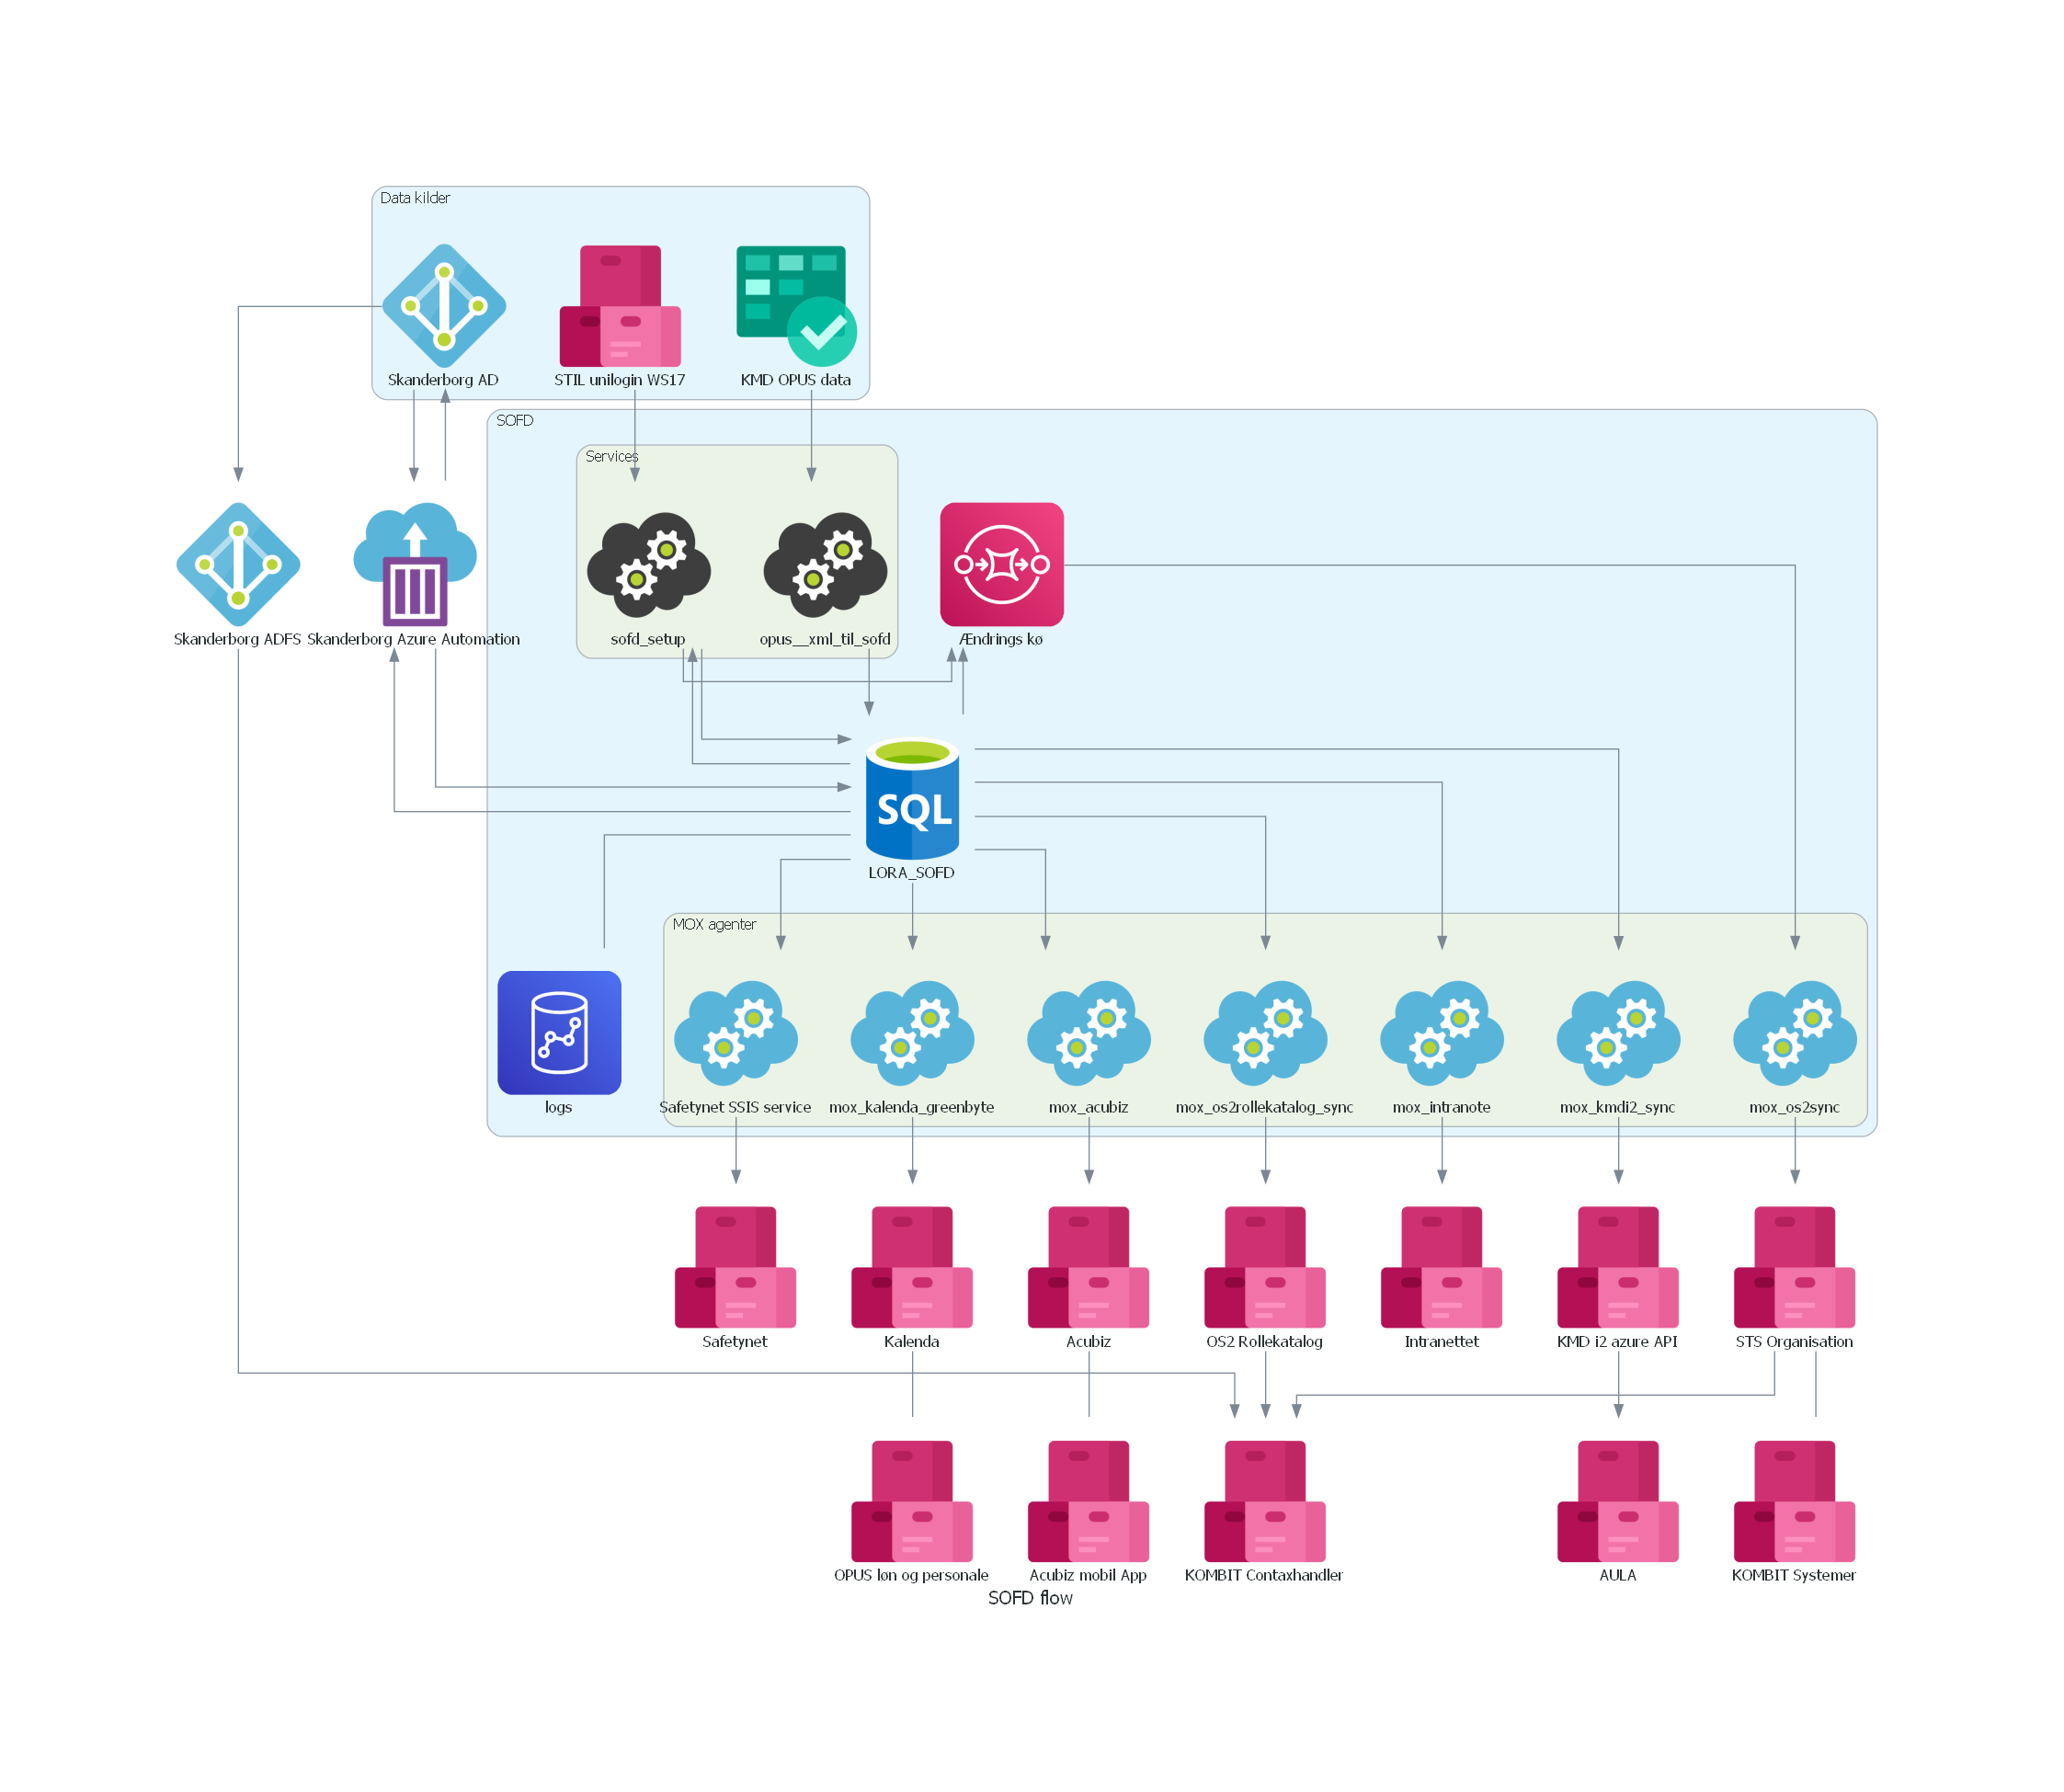 Data kilder
Skanderborg AD
STIL unilogin WS17
KMD OPUS data
SOFD
Services
Skanderborg ADFS
Skanderborg Azure Automation
sofd_setup
opus__xml_til_sofd
Ændrings kø
SQL
LORA_SOFD
MOX agenter
logs
Safetynet SSIS service
mox_kalenda_greenbyte
mox_acubiz
mox_os2rollekatalog_sync
mox_intranote
mox_kmdi2_sync
mox_os2sync
Safetynet
Kalenda
Acubiz
OS2 Rollekatalog
Intranettet
KMD i2 azure API
STS Organisation
OPUS løn og personale
Acubiz mobil App
KOMBIT Contaxhandler
AULA
KOMBIT Systemer
SOFD flow